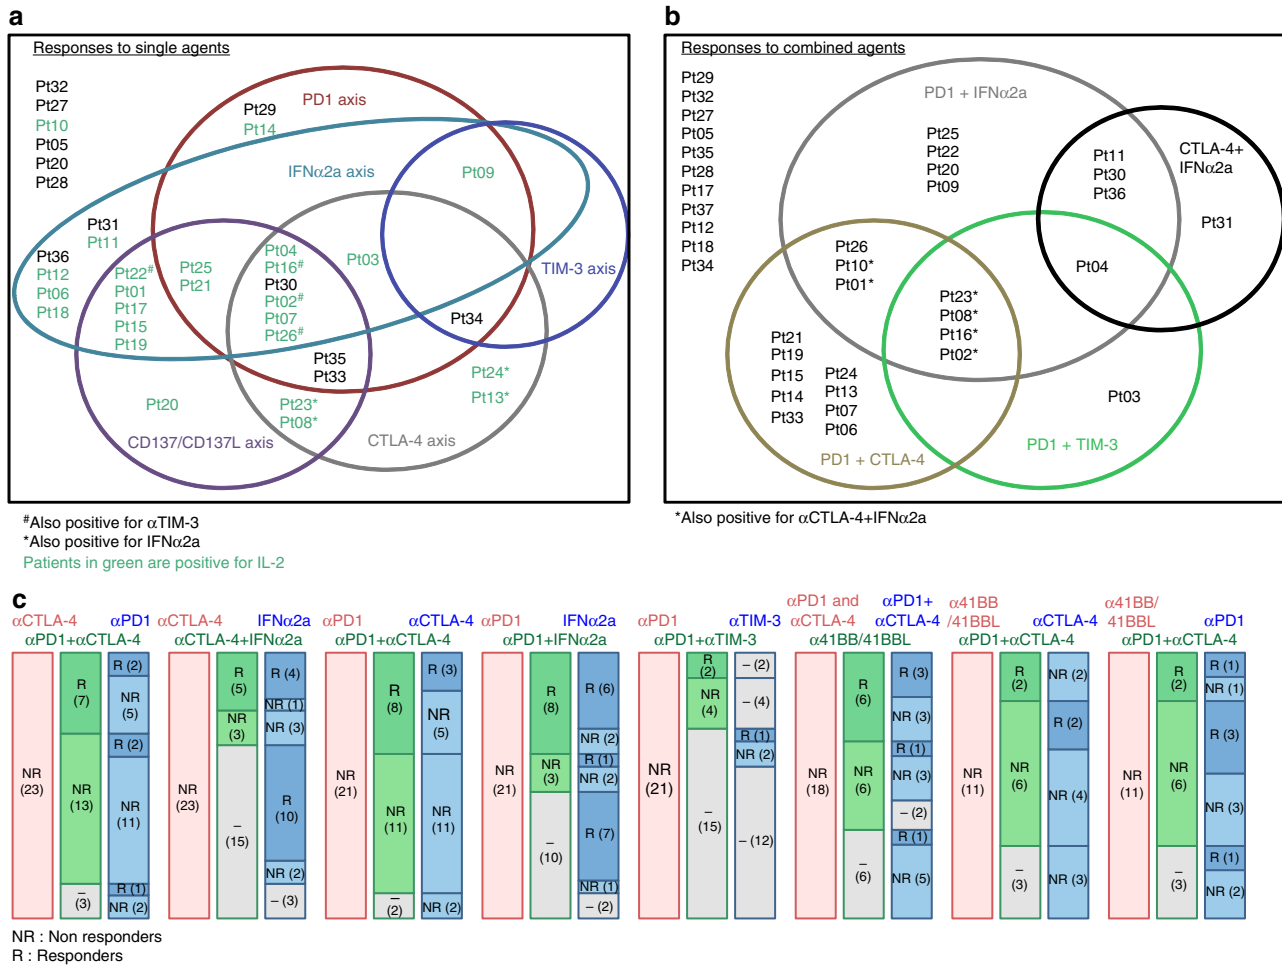 a
Responses to single agents
Pt32
Pt27
Pt10
Pt05
Pt20
Pt28
PD1 axis
Pt29
Pt14
IFNα2a axis
Pt09
TIM-3 axis
Pt31
Pt11
Pt36
Pt12
Pt06
Pt18
Pt22#
Pt01
Pt17
Pt15
Pt19
Pt25
Pt21
Pt04
Pt16#
Pt30
Pt02#
Pt07
Pt26#
Pt03
Pt34
Pt35
Pt33
Pt24*
Pt13*
Pt20
Pt23*
Pt08*
CD137/CD137L axis
CTLA-4 axis
#Also positive for αTIM-3
*Also positive for IFNα2a
Patients in green are positive for IL-2
b
Responses to combined agents
Pt29
Pt32
Pt27
Pt05
Pt35
Pt28
Pt17
Pt37
Pt12
Pt18
Pt34
PD1 + IFNα2a
Pt25
Pt22
Pt20
Pt09
Pt11
Pt30
Pt36
CTLA-4+
IFNα2a
Pt31
Pt04
Pt26
Pt10*
Pt01*
Pt23*
Pt08*
Pt16*
Pt02*
Pt21
Pt19
Pt15
Pt14
Pt33
Pt24
Pt13
Pt07
Pt06
Pt03
PD1 + CTLA-4
PD1 + TIM-3
*Also positive for αCTLA-4+IFNα2a
c
αCTLA-4 αPD1
αPD1+αCTLA-4
NR
(23)
R
(7)
NR
(13)
–
(3)
R (2)
NR
(5)
R (2)
NR
(11)
R (1)
NR (2)
αCTLA-4 IFNα2a
αCTLA-4+IFNα2a
NR
(23)
R
(5)
NR
(3)
–
(15)
R (4)
NR (1)
NR (3)
R
(10)
NR (2)
– (3)
αPD1 αCTLA-4
αPD1+αCTLA-4
NR
(21)
R
(8)
NR
(11)
–
(2)
R (3)
NR
(5)
NR
(11)
NR (2)
αPD1 IFNα2a
αPD1+IFNα2a
NR
(21)
R
(8)
NR
(3)
–
(10)
R (6)
NR (2)
R (1)
NR (2)
R (7)
NR (1)
– (2)
αPD1 αTIM-3
αPD1+αTIM-3
NR
(21)
R
(2)
NR
(4)
–
(15)
– (2)
– (4)
R (1)
NR (2)
– (12)
αPD1 and
αCTLA-4
αPD1+
αCTLA-4
α41BB/41BBL
NR
(18)
R
(6)
NR
(6)
–
(6)
R (3)
NR (3)
R (1)
NR (3)
– (2)
R (1)
NR (5)
α41BB
/41BBL αCTLA-4
αPD1+αCTLA-4
NR
(11)
R
(2)
NR
(6)
–
(3)
NR (2)
R (2)
NR (4)
NR (3)
α41BB/
41BBL αPD1
αPD1+αCTLA-4
NR
(11)
R
(2)
NR
(6)
–
(3)
R (1)
NR (1)
R (3)
NR (3)
R (1)
NR (2)
NR : Non responders
R : Responders